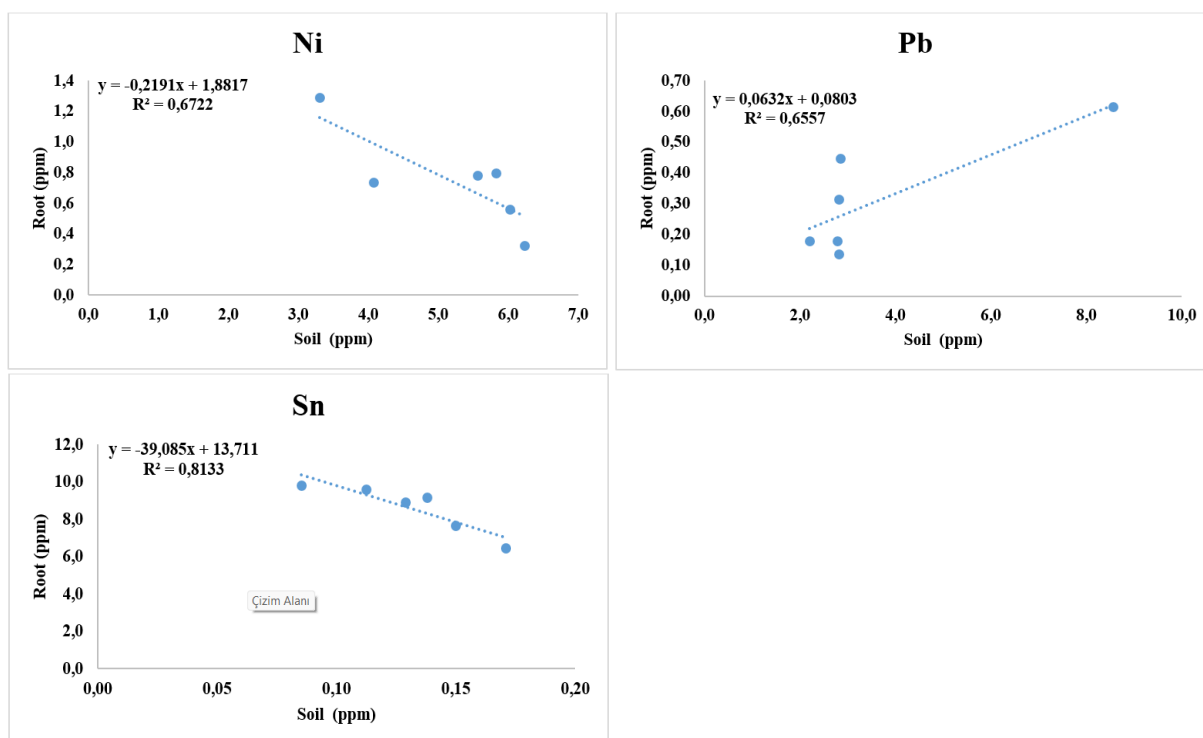 Ni
y = -0,2191x + 1,8817
R² = 0,6722
1,4
1,2
1,0
0,8
0,6
0,4
0,2
0,0
Root (ppm)
0,0 1,0 2,0 3,0 4,0 5,0 6,0 7,0
Soil (ppm)
Pb
y = 0,0632x + 0,0803
R² = 0,6557
0,70
0,60
0,50
0,40
0,30
0,20
0,10
0,00
Root (ppm)
0,0 2,0 4,0 6,0 8,0 10,0
Soil (ppm)
Sn
y = -39,085x + 13,711
R² = 0,8133
12,0
10,0
8,0
6,0
4,0
2,0
0,0
Root (ppm)
Çizim Alanı
0,00 0,05 0,10 0,15 0,20
Soil (ppm)